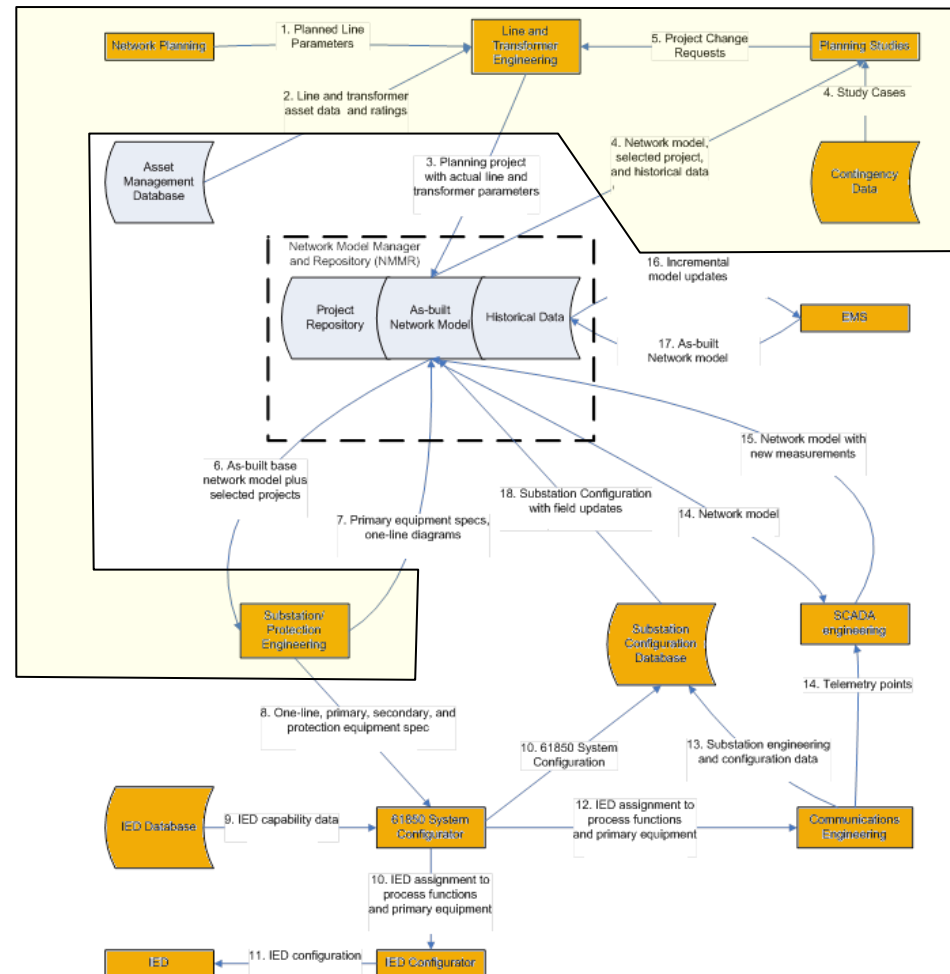 Network Planning
1. Planned Line
Parameters
Line and
Transformer
Engineering
5. Project Change
Requests
Planning Studies
2. Line and transformer
asset data and ratings
4. Study Cases
Asset
Management
Database
3. Planning project
with actual line and
transformer parameters
4. Network model,
selected project,
and historical data
Contingency
Data
Network Model Manager
and Repository (NMMR)
Project
Repository
As-built
Network Model
Historical Data
16. Incremental
model updates
EMS
17. As-built
Network model
6. As-built base
network model plus
selected projects
7. Primary equipment specs,
one-line diagrams
18. Substation Configuration
with field updates
14. Network model
15. Network model with
new measurements
Substation/
Protection
Engineering
Substation
Configuration
Database
SCADA
engineering
14. Telemetry points
8. One-line, primary, secondary, and
protection equipment spec
10. 61850 System
Configuration
13. Substation engineering
and configuration data
IED Database
9. IED capability data
61850 System
Configurator
12. IED assignment to
process functions
and primary equipment
Communications
Engineering
10. IED assignment to
process functions
and primary equipment
IED
11. IED configuration
IED Configurator